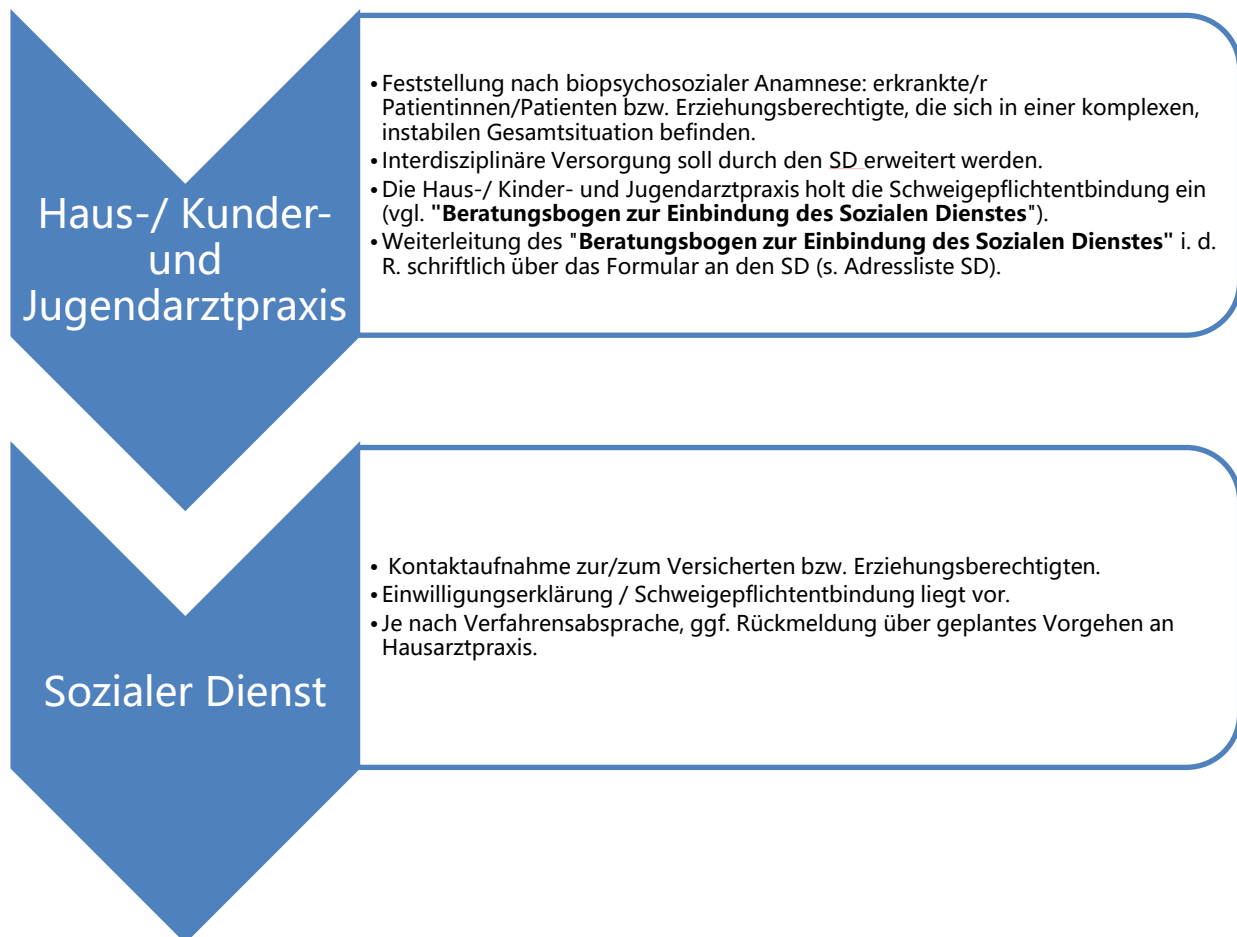 Haus-/ Kunder-
und
Jugendarztpraxis
• Feststellung nach biopsychosozialer Anamnese: erkrankte/r
Patientinnen/Patienten bzw. Erziehungsberechtigte, die sich in einer komplexen,
instabilen Gesamtsituation befinden.
• Interdisziplinäre Versorgung soll durch den SD erweitert werden.
• Die Haus-/ Kinder- und Jugendarztpraxis holt die Schweigepflichtentbindung ein
(vgl. "Beratungsbogen zur Einbindung des Sozialen Dienstes").
• Weiterleitung des "Beratungsbogen zur Einbindung des Sozialen Dienstes" i. d.
R. schriftlich über das Formular an den SD (s. Adressliste SD).
Sozialer Dienst
• Kontaktaufnahme zur/zum Versicherten bzw. Erziehungsberechtigten.
• Einwilligungserklärung / Schweigepflichtentbindung liegt vor.
• Je nach Verfahrensabsprache, ggf. Rückmeldung über geplantes Vorgehen an
Hausarztpraxis.